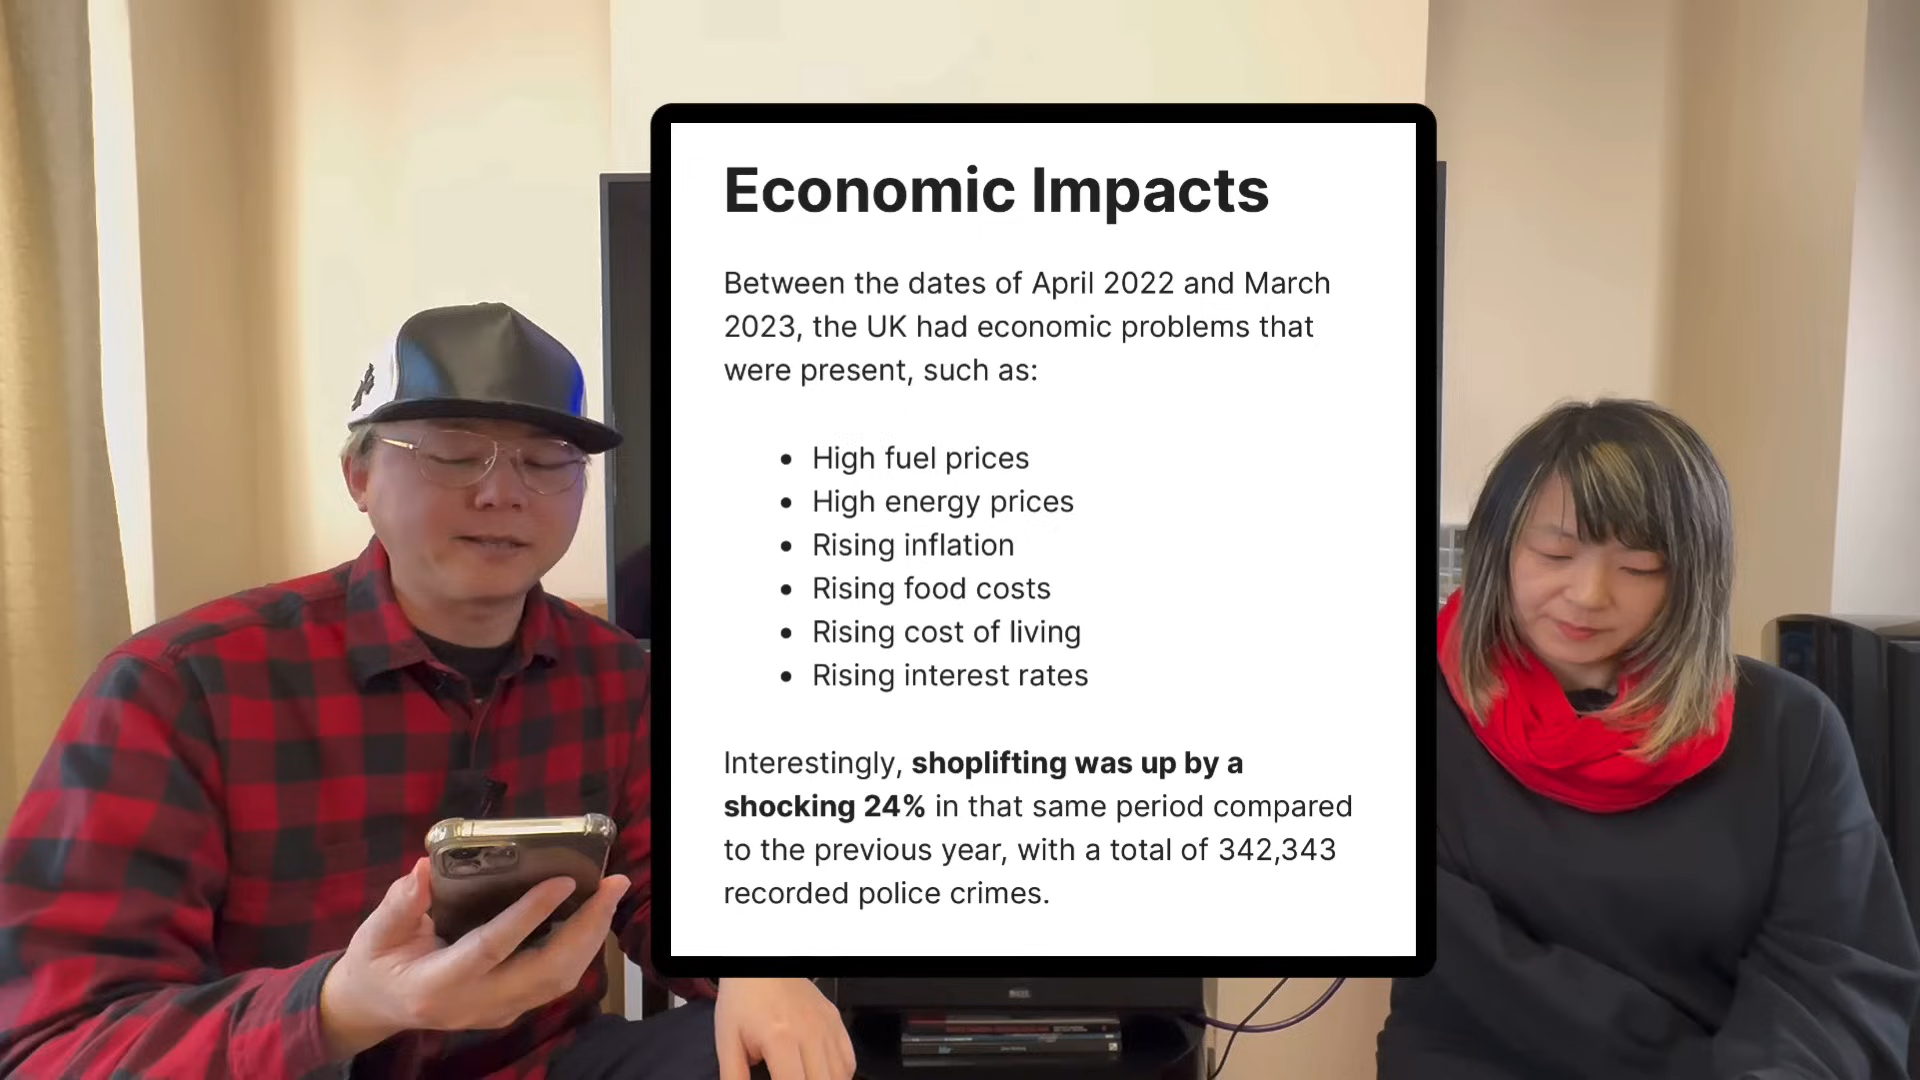 Economic Impacts
Between the dates of April 2022 and March
2023, the UK had economic problems that
were present, such as:
• High fuel prices
• High energy prices
• Rising inflation
• Rising food costs
• Rising cost of living
• Rising interest rates
Interestingly, shoplifting was up by a
shocking 24% in that same period compared
to the previous year, with a total of 342,343
recorded police crimes.